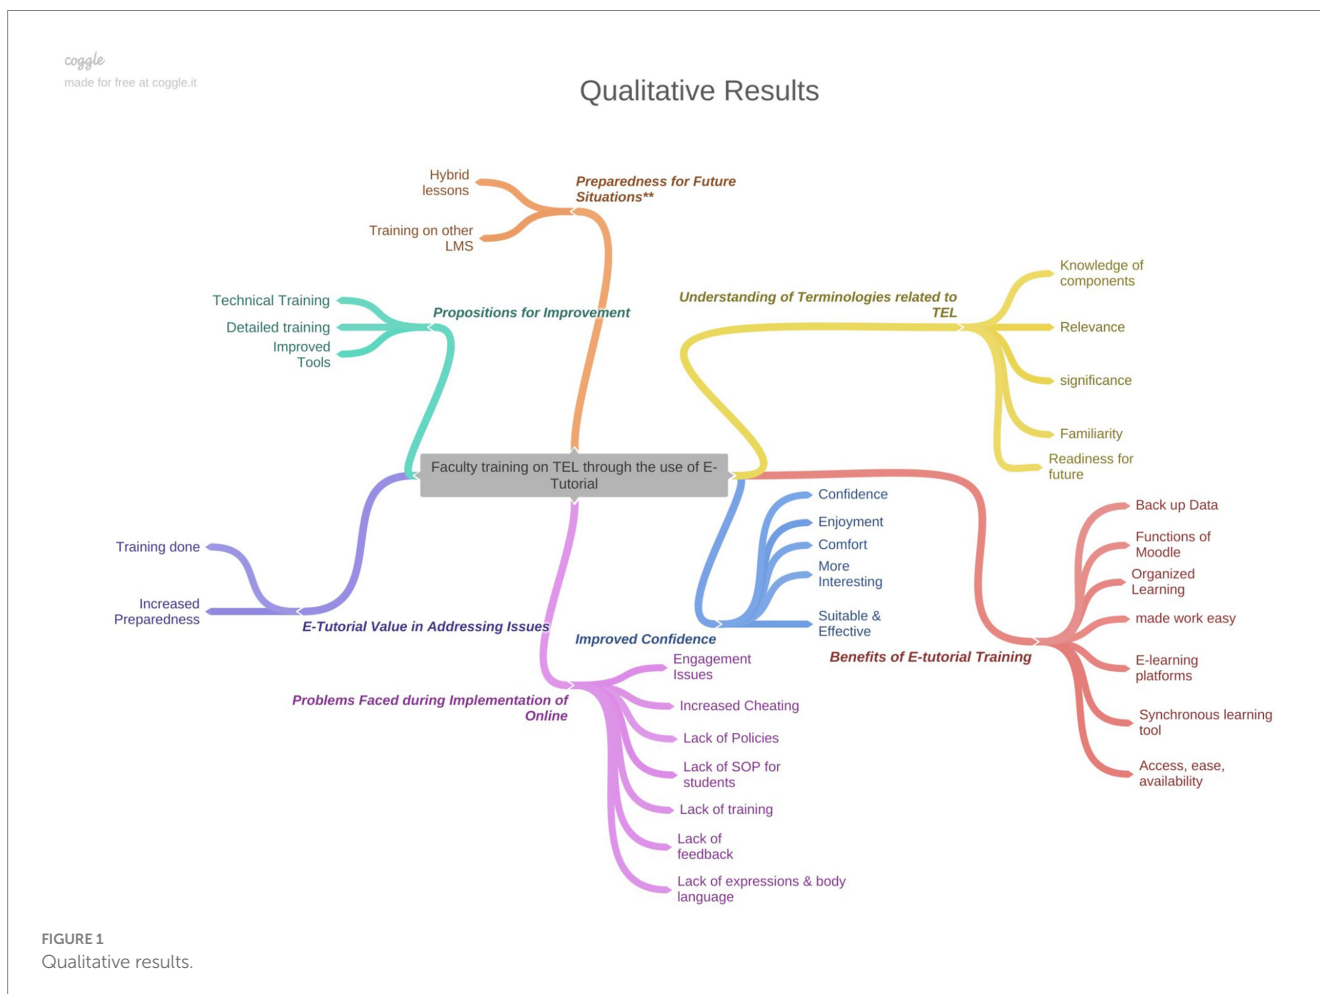 coggle
made for free at coggle.it
Qualitative Results
Hybrid
lessons
Training on other
LMS
Preparedness for Future
Situations**
Technical Training
Detailed training
Improved
Tools
Propositions for Improvement
Understanding of Terminologies related to
TEL
Knowledge of
components
Relevance
significance
Familiarity
Readiness for
future
Faculty training on TEL through the use of E-
Tutorial
Training done
Increased
Preparedness
E-Tutorial Value in Addressing Issues
Confidence
Enjoyment
Comfort
More
Interesting
Suitable &
Effective
Improved Confidence
Back up Data
Functions of
Moodle
Organized
Learning
made work easy
E-learning
platforms
Synchronous learning
tool
Access, ease,
availability
Benefits of E-tutorial Training
Problems Faced during Implementation of
Online
Engagement
Issues
Increased Cheating
Lack of Policies
Lack of SOP for
students
Lack of training
Lack of
feedback
Lack of expressions & body
language
FIGURE 1
Qualitative results.